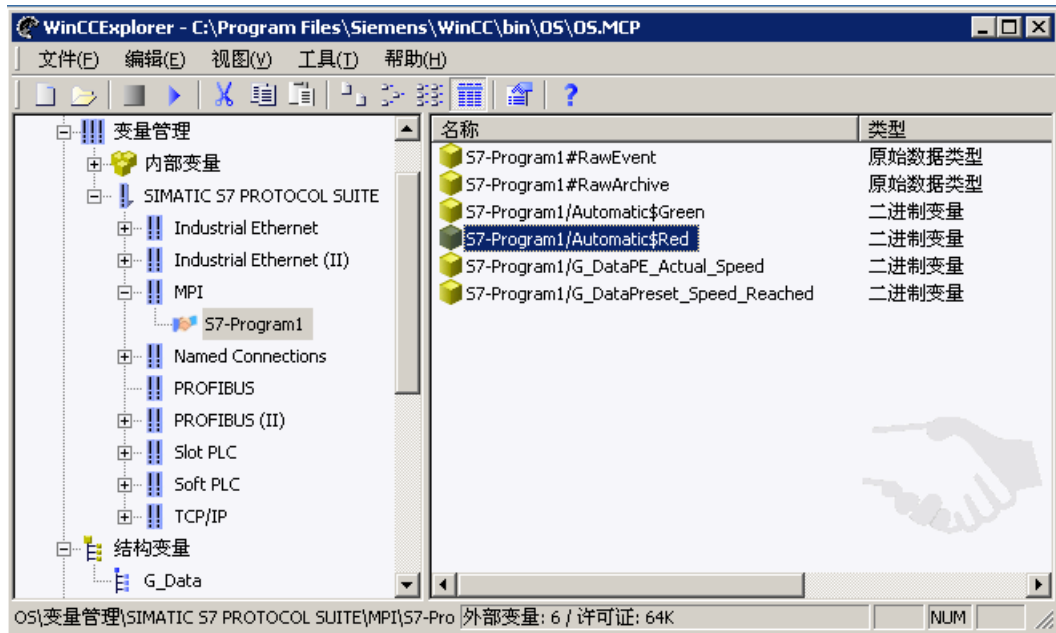 WinCCExplorer - C:\Program Files\Siemens\WinCC\bin\OS\OS.MCP
文件(F) 编辑(E) 视图(V) 工具(T) 帮助(H)
变量管理
内部变量
SIMATIC S7 PROTOCOL SUITE
Industrial Ethernet
Industrial Ethernet (II)
MPI
S7-Program1
Named Connections
PROFIBUS
PROFIBUS (II)
Slot PLC
Soft PLC
TCP/IP
结构变量
G_Data
名称 类型
S7-Program1#RawEvent 原始数据类型
S7-Program1#RawArchive 原始数据类型
S7-Program1/Automatic$Green 二进制变量
S7-Program1/Automatic$Red 二进制变量
S7-Program1/G_DataPE_Actual_Speed 二进制变量
S7-Program1/G_DataPreset_Speed_Reached 二进制变量
OS\变量管理\SIMATIC S7 PROTOCOL SUITE\MPI\S7-Pro 外部变量: 6 / 许可证: 64K NUM